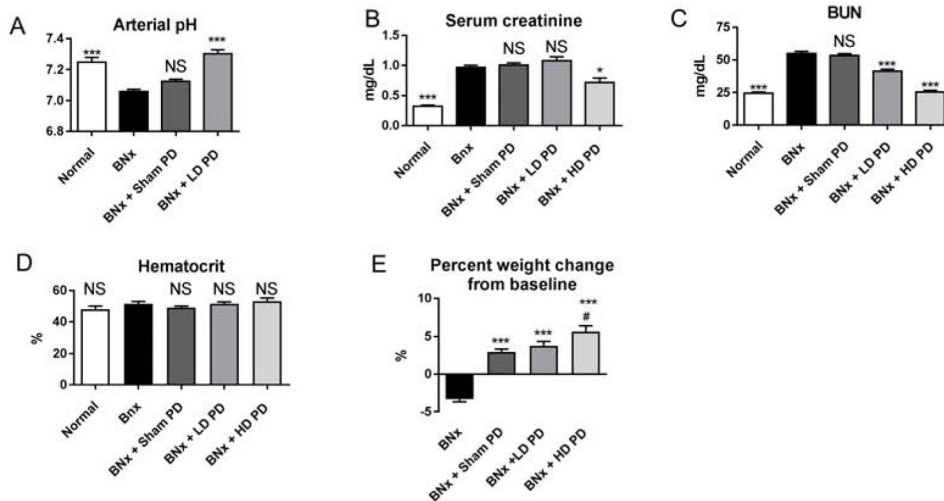 A
Arterial pH
7.4
7.2
7.0
6.8
***
NS
***
Normal
BNx
BNx + Sham PD
BNx + LD PD
B
Serum creatinine
mg/dL
1.5
1.0
0.5
0.0
***
NS
NS
*
Normal
Bnx
BNx + Sham PD
BNx + LD PD
BNx + HD PD
C
BUN
mg/dL
75
50
25
0
***
NS
***
***
Normal
BNx
BNx + Sham PD
BNx + LD PD
BNx + HD PD
D
Hematocrit
%
60
40
20
0
NS
NS
NS
NS
Normal
Bnx
BNx + Sham PD
BNx + LD PD
BNx + HD PD
E
Percent weight change
from baseline
%
10
5
0
-5
***
***
***
#
BNx
BNx + Sham PD
BNx +LD PD
BNx + HD PD